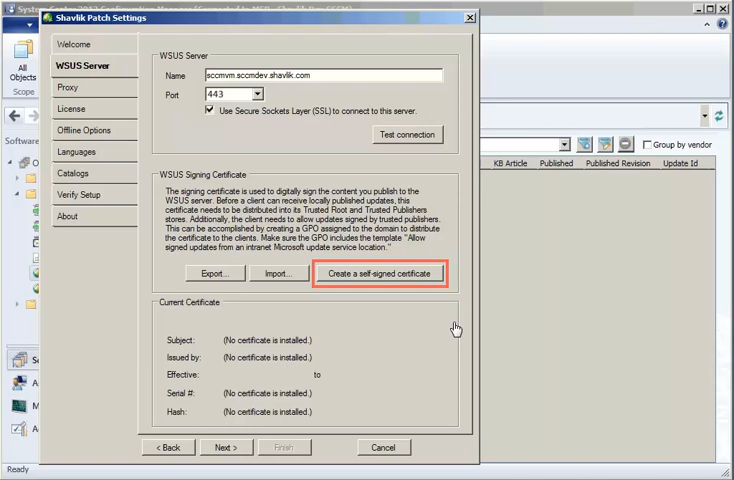 Shavlik Patch Settings
All
Objects
Scope
Welcome
WSUS Server
Proxy
License
Offline Options
Languages
Catalogs
Verify Setup
About
WSUS Server
Name
sccmvm.sccmdev.shavlik.com
Port
443
Use Secure Sockets Layer (SSL) to connect to this server.
Test connection
WSUS Signing Certificate
The signing certificate is used to digitally sign the content you publish to the
WSUS server. Before a client can receive locally published updates, this
certificate needs to be distributed into its Trusted Root and Trusted Publishers
stores. Additionally, the client needs to allow updates signed by trusted publishers.
This can be accomplished by creating a GPO assigned to the domain to distribute
the certificate to the clients. Make sure the GPO includes the template "Allow
signed updates from an intranet Microsoft update service location."
Export...
Import...
Create a self-signed certificate
Current Certificate
Subject: (No certificate is installed.)
Issued by: (No certificate is installed.)
Effective: to
Serial #: (No certificate is installed.)
Hash: (No certificate is installed.)
< Back
Next >
Finish
Cancel
Group by vendor
KB Article
Published
Published Revision
Update Id
Ready